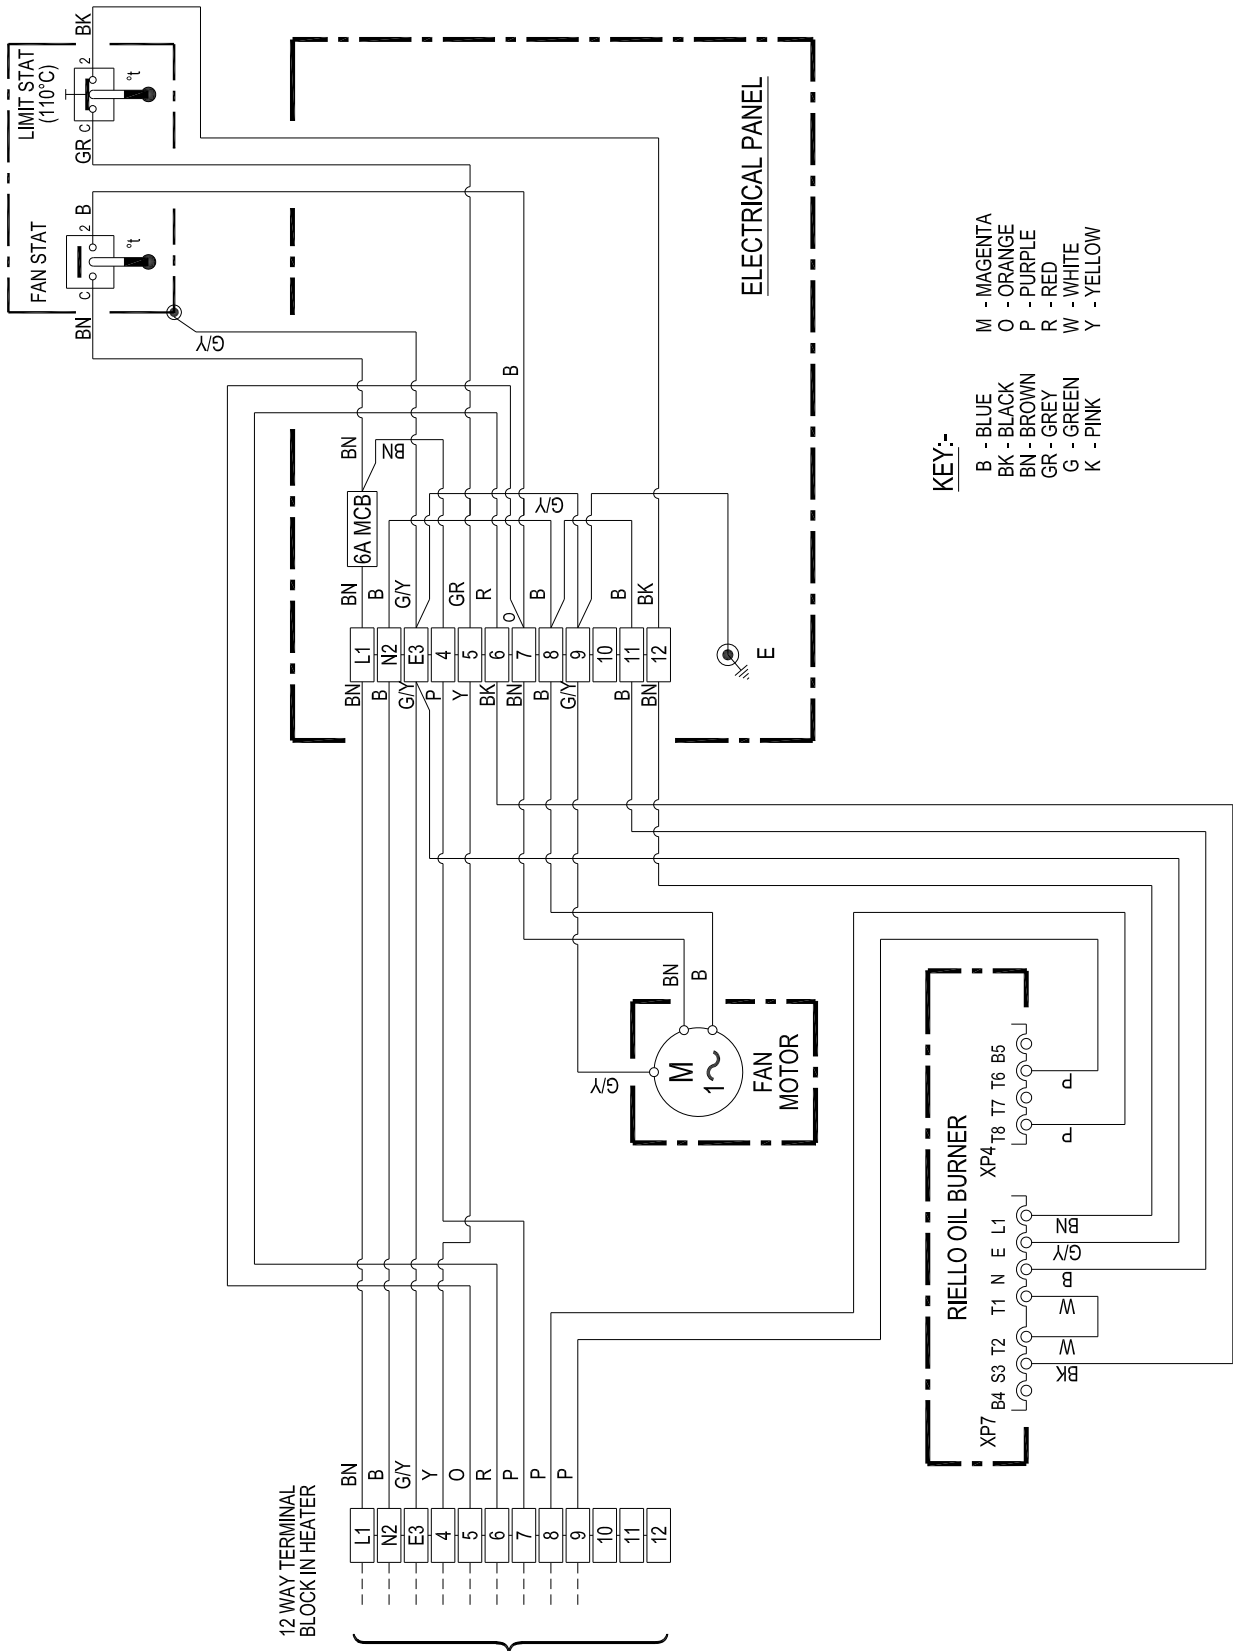 LIMIT STAT
(110°C)
FAN STAT
BN
C
2
B
°t
GR
C
2
BK
°t
G/Y
ELECTRICAL PANEL
BN
BN
B
6A MCB
G/Y
BN
B
G/Y
GR
R
O
B
B
BK
L1
N2
E3
4
5
6
7
8
9
10
11
12
E
BN
B
G/Y
P
Y
BK
BN
B
G/Y
B
BN
KEY:-
B - BLUE
BK - BLACK
BN - BROWN
GR - GREY
G - GREEN
K - PINK
M - MAGENTA
O - ORANGE
P - PURPLE
R - RED
W - WHITE
Y - YELLOW
BN
B
G/Y
M
1~
FAN
MOTOR
RIELLO OIL BURNER
XP7
B4 S3 T2 T1 N E L1
XP4
T8 T7 T6 B5
BK
W
W
B
G/Y
BN
P
P
12 WAY TERMINAL
BLOCK IN HEATER
BN
B
G/Y
Y
O
R
P
P
P
L1
N2
E3
4
5
6
7
8
9
10
11
12